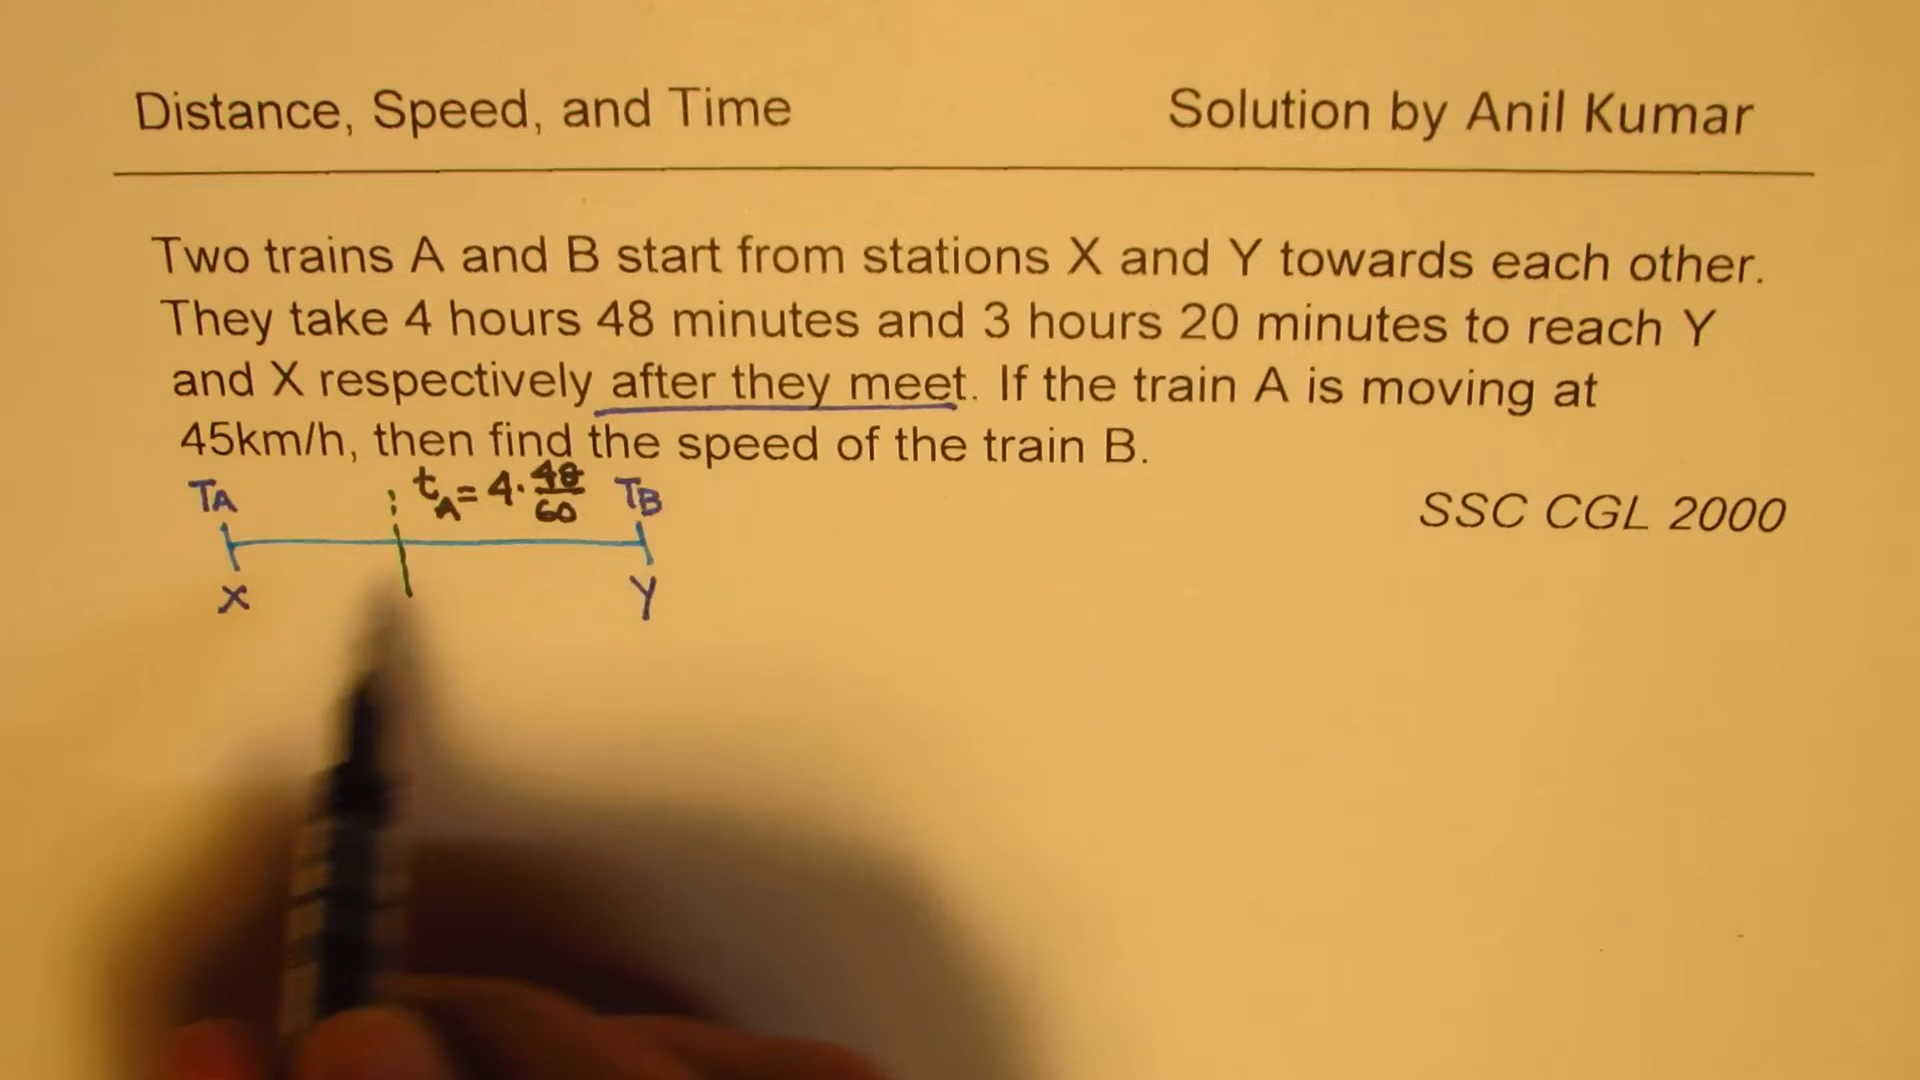 Distance, Speed, and Time Solution by Anil Kumar
Two trains A and B start from stations X and Y towards each other.
They take 4 hours 48 minutes and 3 hours 20 minutes to reach Y
and X respectively after they meet. If the train A is moving at
45km/h, then find the speed of the train B.
SSC CGL 2000
TA tA = 4· 48/60 TB
X Y